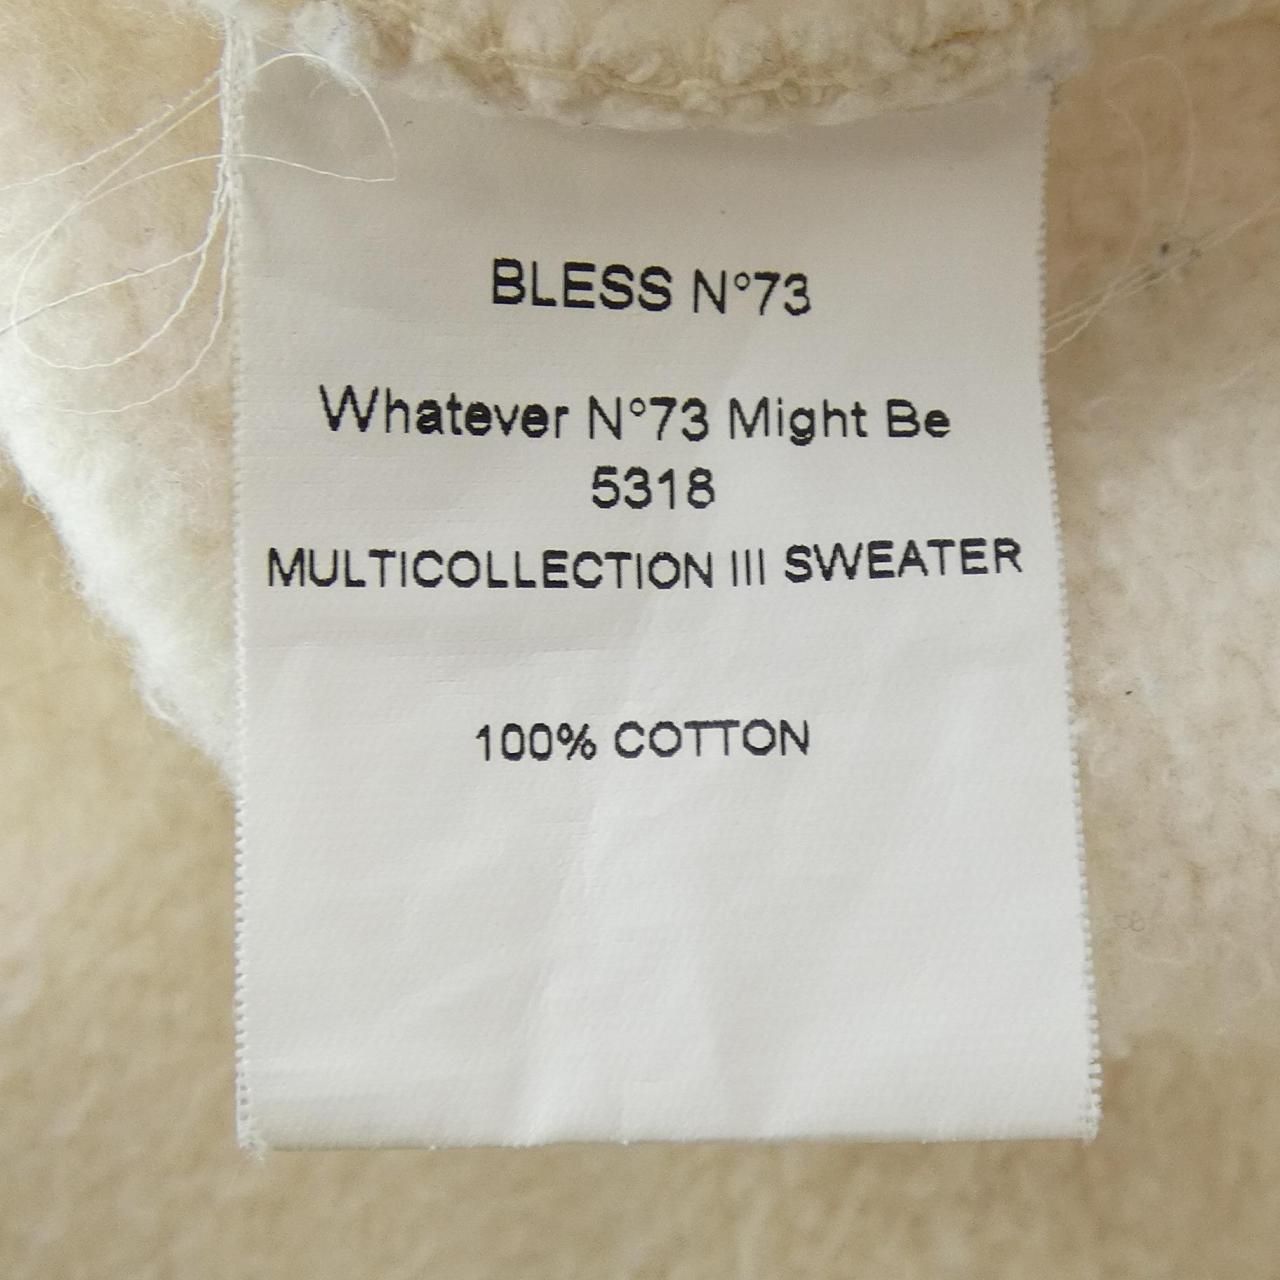 BLESS N°73
Whatever N°73 Might Be
5318
MULTICOLLECTION III SWEATER
100% COTTON